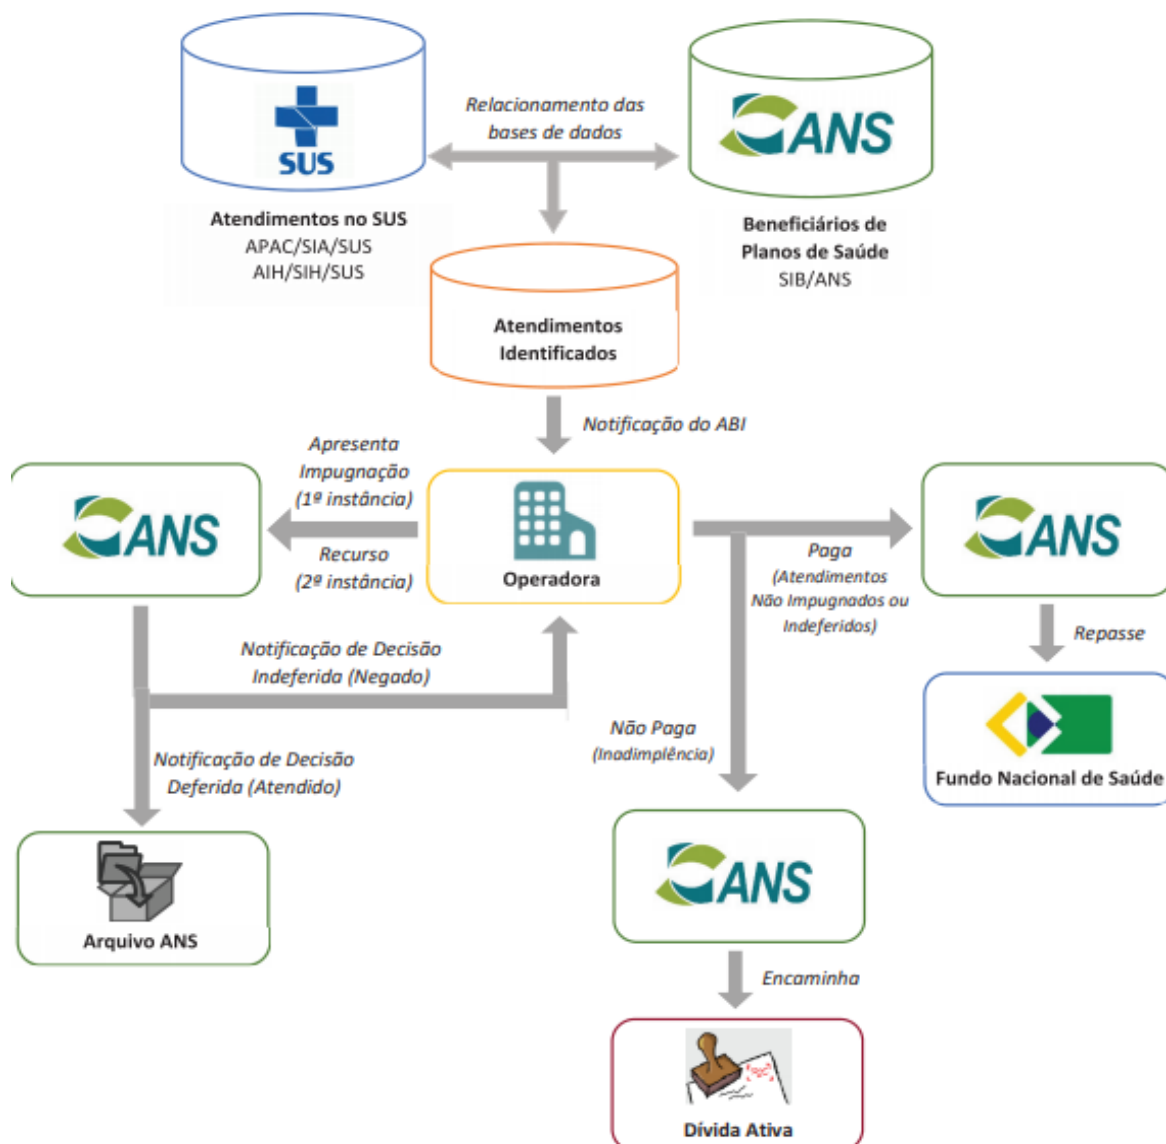 Relacionamento das
bases de dados
SUS
ANS
Atendimentos no SUS
APAC/SIA/SUS
AIH/SIH/SUS
Beneficiários de
Planos de Saúde
SIB/ANS
Atendimentos
Identificados
Notificação do ABI
Apresenta
Impugnação
(1ª instância)
Recurso
(2ª instância)
ANS
Operadora
Paga
(Atendimentos
Não Impugnados ou
Indeferidos)
ANS
Repasse
Fundo Nacional de Saúde
Notificação de Decisão
Indeferida (Negado)
Notificação de Decisão
Deferida (Atendido)
Arquivo ANS
Não Paga
(Inadimplência)
ANS
Encaminha
Dívida Ativa